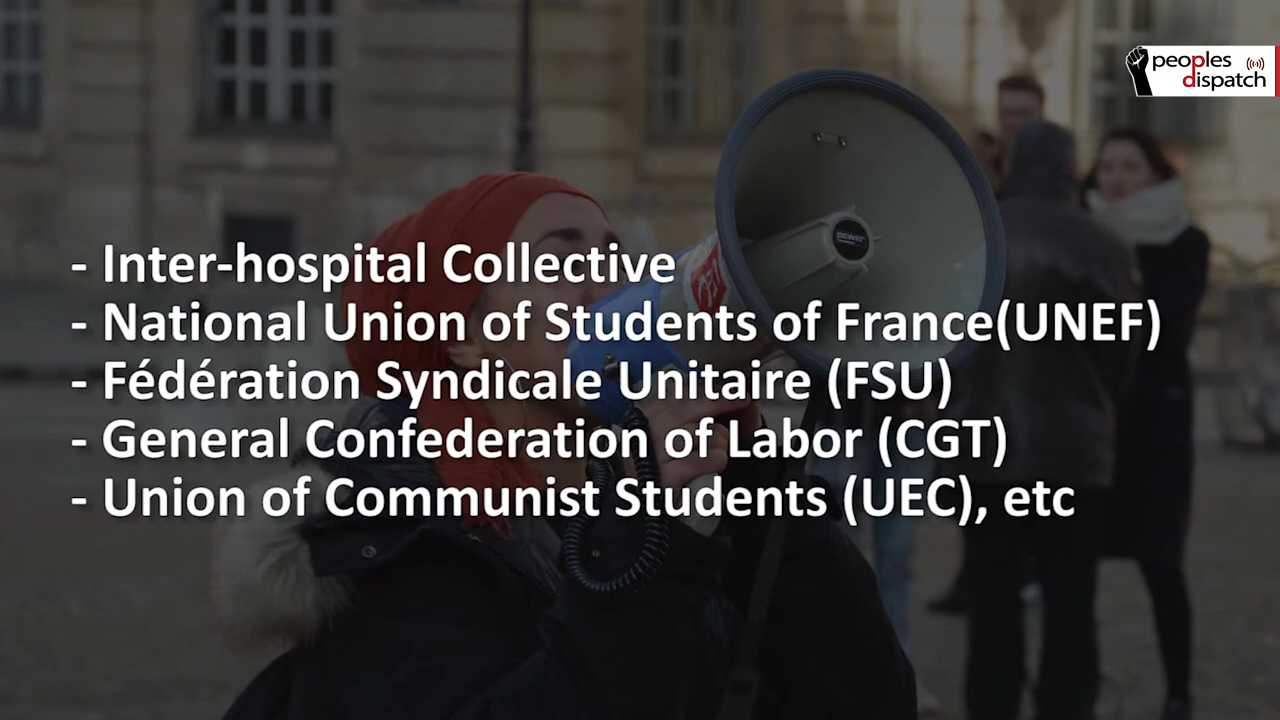 peoples
dispatch
- Inter-hospital Collective
- National Union of Students of France(UNEF)
- Fédération Syndicale Unitaire (FSU)
- General Confederation of Labor (CGT)
- Union of Communist Students (UEC), etc